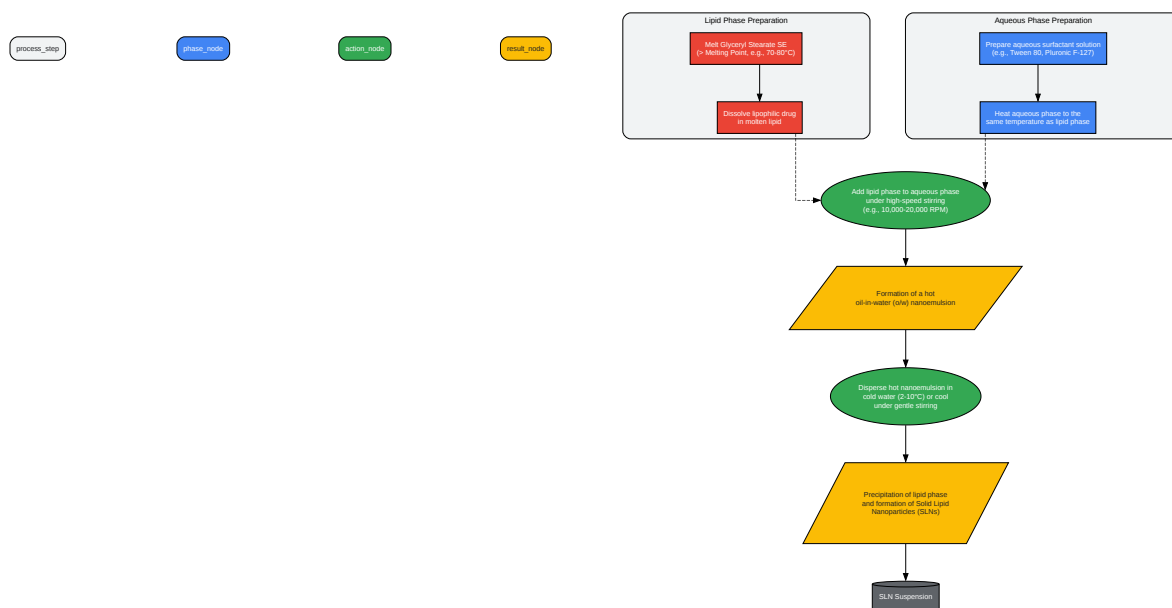 process_step
phase_node
action_node
result_node
Lipid Phase Preparation
Melt Glyceryl Stearate SE
(> Melting Point, e.g., 70-80°C)
Dissolve lipophilic drug
in molten lipid
Aqueous Phase Preparation
Prepare aqueous surfactant solution
(e.g., Tween 80, Pluronic F-127)
Heat aqueous phase to the
same temperature as lipid phase
Add lipid phase to aqueous phase
under high-speed stirring
(e.g., 10,000-20,000 RPM)
Formation of a hot
oil-in-water (o/w) nanoemulsion
Disperse hot nanoemulsion in
cold water (2-10°C) or cool
under gentle stirring
Precipitation of lipid phase
and formation of Solid Lipid
Nanoparticles (SLNs)
SLN Suspension